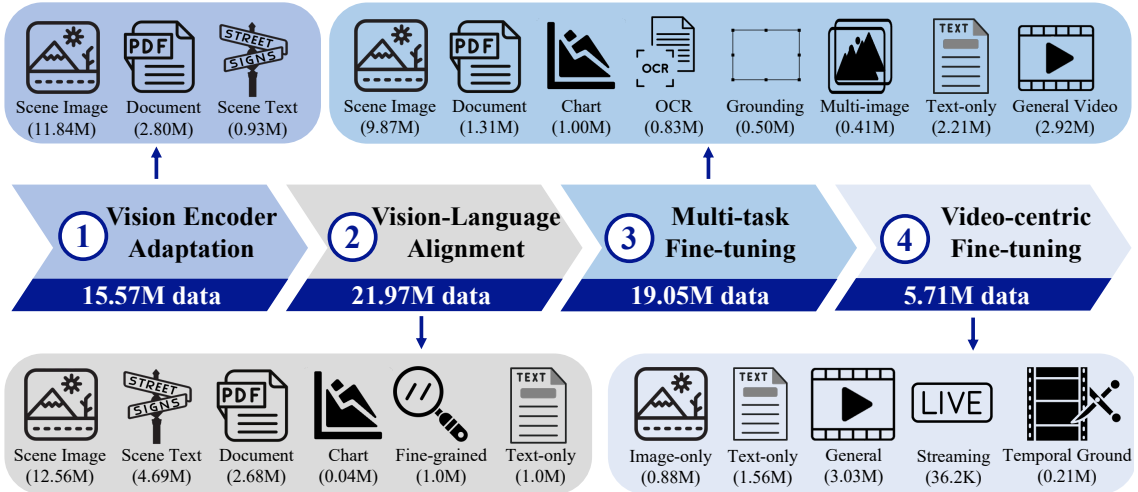 PDF
STREET
SIGNS
Scene Image
(11.84M)
Document
(2.80M)
Scene Text
(0.93M)
PDF
OCR
TEXT
Scene Image
(9.87M)
Document
(1.31M)
Chart
(1.00M)
OCR
(0.83M)
Grounding
(0.50M)
Multi-image
(0.41M)
Text-only
(2.21M)
General Video
(2.92M)
1
Vision Encoder
Adaptation
15.57M data
2
Vision-Language
Alignment
21.97M data
3
Multi-task
Fine-tuning
19.05M data
4
Video-centric
Fine-tuning
5.71M data
STREET
SIGNS
PDF
TEXT
Scene Image
(12.56M)
Scene Text
(4.69M)
Document
(2.68M)
Chart
(0.04M)
Fine-grained
(1.0M)
Text-only
(1.0M)
TEXT
LIVE
Image-only
(0.88M)
Text-only
(1.56M)
General
(3.03M)
Streaming
(36.2K)
Temporal Ground
(0.21M)